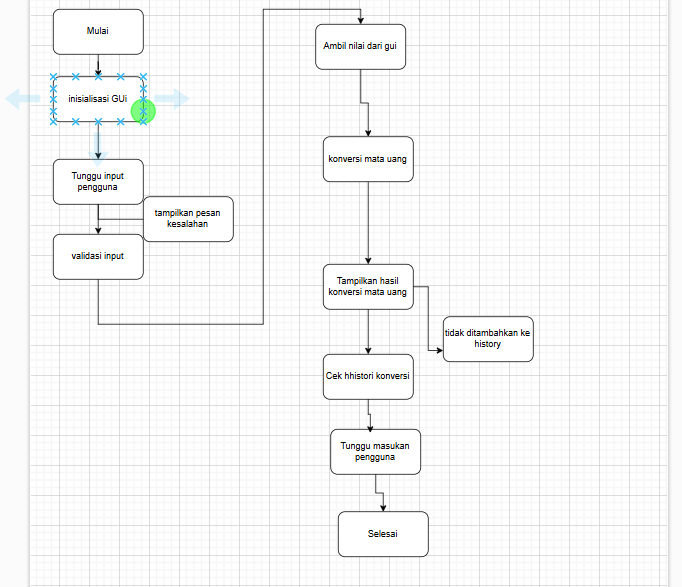 Mulai
inisialisasi GUi
Tunggu input
pengguna
tampilkan pesan
kesalahan
validasi input
Ambil nilai dari gui
konversi mata uang
Tampilkan hasil
konversi mata uang
tidak ditambahkan ke
history
Cek hhistori konversi
Tunggu masukan
pengguna
Selesai